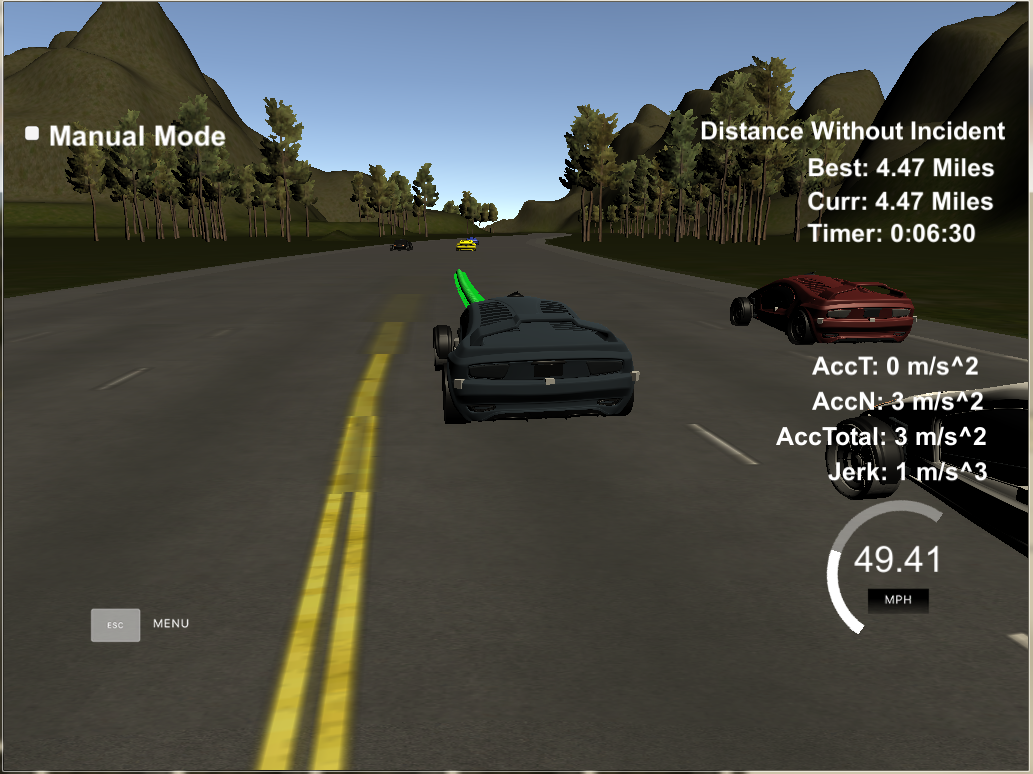 Manual Mode
Distance Without Incident
Best: 4.47 Miles
Curr: 4.47 Miles
Timer: 0:06:30
AccT: 0 m/s^2
AccN: 3 m/s^2
AccTotal: 3 m/s^2
Jerk: 1 m/s^3
49.41
MPH
ESC MENU